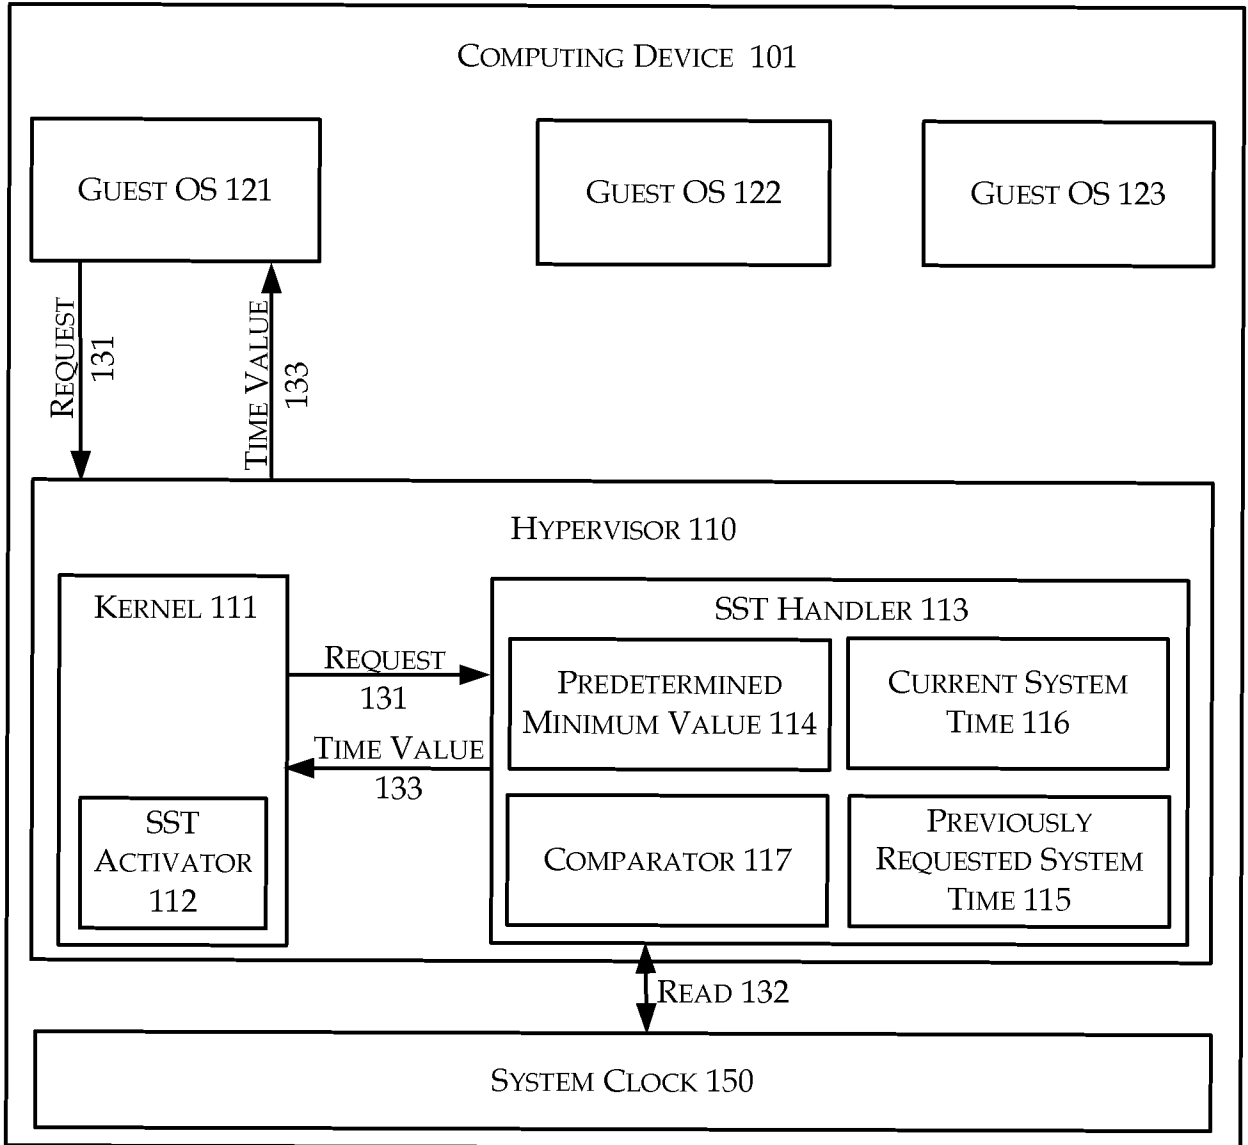 COMPUTING DEVICE 101
GUEST OS 121
GUEST OS 122
GUEST OS 123
REQUEST
131
TIME VALUE
133
HYPERVISOR 110
KERNEL 111
SST
ACTIVATOR
112
REQUEST
131
TIME VALUE
133
SST HANDLER 113
PREDETERMINED
MINIMUM VALUE 114
CURRENT SYSTEM
TIME 116
COMPARATOR 117
PREVIOUSLY
REQUESTED SYSTEM
TIME 115
READ 132
SYSTEM CLOCK 150